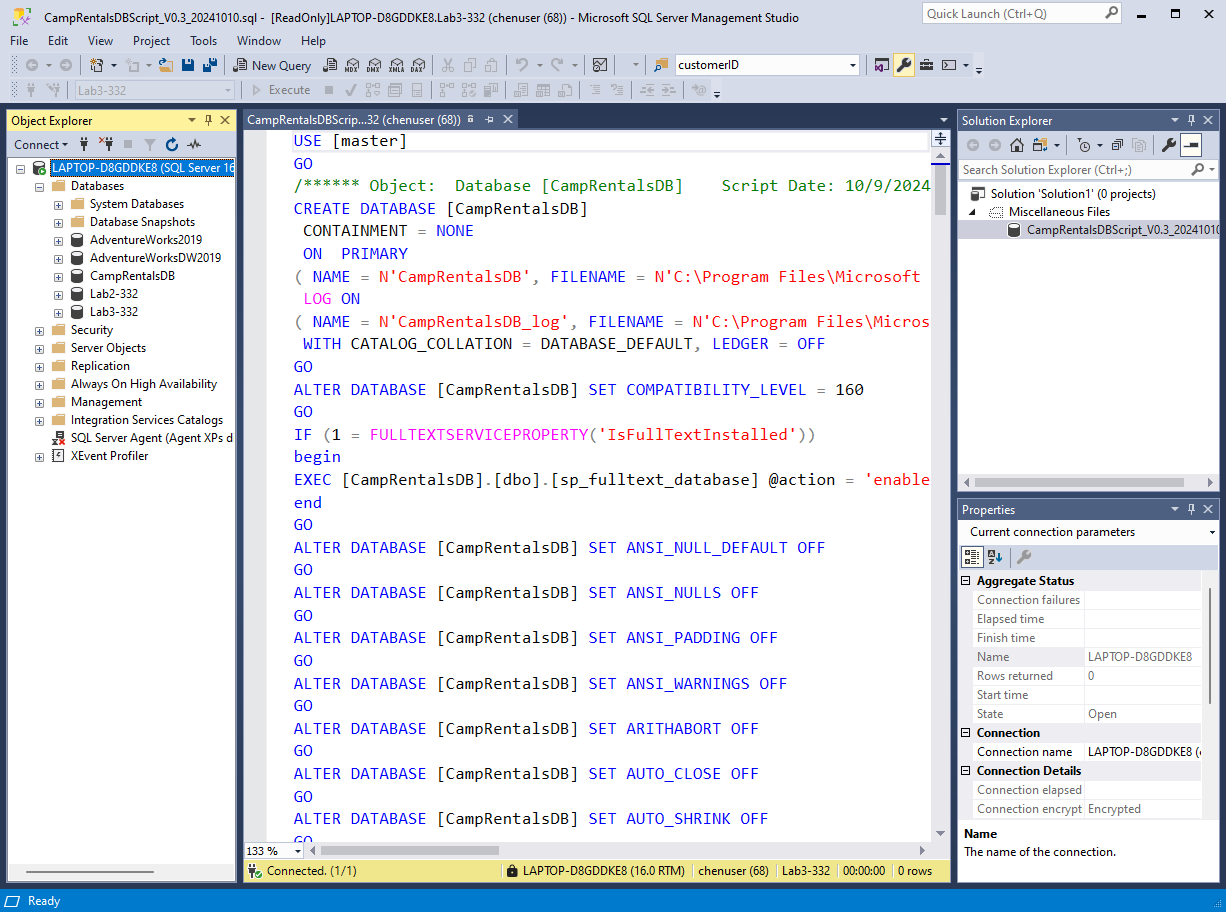 CampRentalsDBScript_V0.3_20241010.sql - [ReadOnly]LAPTOP-D8GDDKE8.Lab3-332 (chenuser (68)) - Microsoft SQL Server Management Studio
Quick Launch (Ctrl+Q)
File Edit View Project Tools Window Help
New Query MDX DMX XMLA DAX customerID
Lab3-332 Execute
Object Explorer
Connect
LAPTOP-D8GDDKE8 (SQL Server 16
Databases
System Databases
Database Snapshots
AdventureWorks2019
AdventureWorksDW2019
CampRentalsDB
Lab2-332
Lab3-332
Security
Server Objects
Replication
Always On High Availability
Management
Integration Services Catalogs
SQL Server Agent (Agent XPs d
XEvent Profiler
CampRentalsDBScrip...32 (chenuser (68))
USE [master]
GO
/****** Object:  Database [CampRentalsDB]    Script Date: 10/9/2024
CREATE DATABASE [CampRentalsDB]
CONTAINMENT = NONE
ON  PRIMARY
( NAME = N'CampRentalsDB', FILENAME = N'C:\Program Files\Microsoft
LOG ON
( NAME = N'CampRentalsDB_log', FILENAME = N'C:\Program Files\Micros
WITH CATALOG_COLLATION = DATABASE_DEFAULT, LEDGER = OFF
GO
ALTER DATABASE [CampRentalsDB] SET COMPATIBILITY_LEVEL = 160
GO
IF (1 = FULLTEXTSERVICEPROPERTY('IsFullTextInstalled'))
begin
EXEC [CampRentalsDB].[dbo].[sp_fulltext_database] @action = 'enable
end
GO
ALTER DATABASE [CampRentalsDB] SET ANSI_NULL_DEFAULT OFF
GO
ALTER DATABASE [CampRentalsDB] SET ANSI_NULLS OFF
GO
ALTER DATABASE [CampRentalsDB] SET ANSI_PADDING OFF
GO
ALTER DATABASE [CampRentalsDB] SET ANSI_WARNINGS OFF
GO
ALTER DATABASE [CampRentalsDB] SET ARITHABORT OFF
GO
ALTER DATABASE [CampRentalsDB] SET AUTO_CLOSE OFF
GO
ALTER DATABASE [CampRentalsDB] SET AUTO_SHRINK OFF
GO
133 %
Connected. (1/1) LAPTOP-D8GDDKE8 (16.0 RTM) chenuser (68) Lab3-332 00:00:00 0 rows
Solution Explorer
Search Solution Explorer (Ctrl+;)
Solution 'Solution1' (0 projects)
Miscellaneous Files
CampRentalsDBScript_V0.3_20241010
Properties
Current connection parameters
Aggregate Status
Connection failures
Elapsed time
Finish time
Name LAPTOP-D8GDDKE8
Rows returned 0
Start time
State Open
Connection
Connection name LAPTOP-D8GDDKE8 (
Connection Details
Connection elapsed
Connection encrypt Encrypted
Name
The name of the connection.
Ready